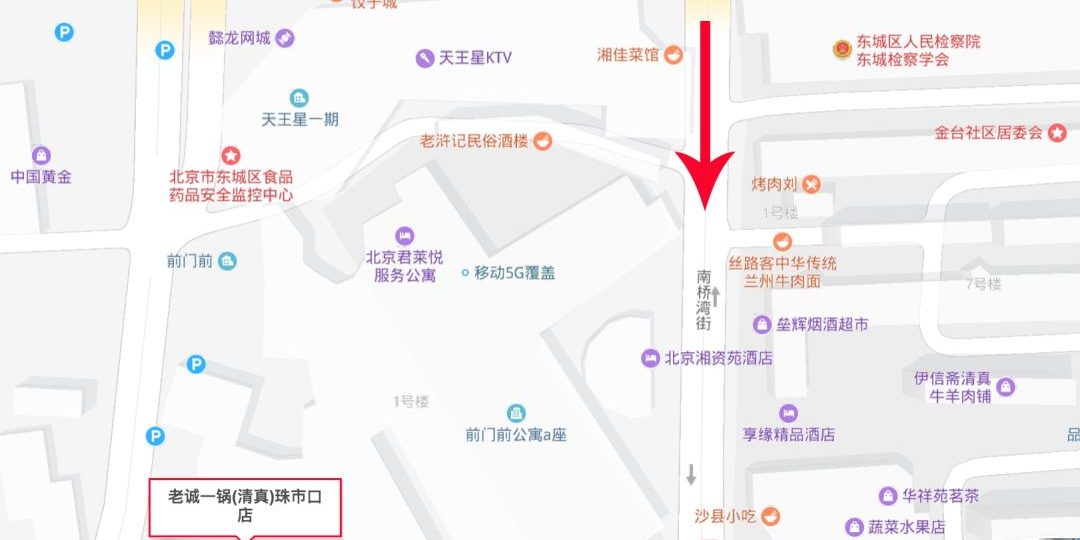 饺子城
P
P
懿龙网城
天王星KTV
湘佳菜馆
东城区人民检察院
东城检察学会
天王星一期
老浒记民俗酒楼
金台社区居委会
中国黄金
北京市东城区食品
药品安全监控中心
烤肉刘
1号楼
前门前
北京君莱悦
服务公寓
移动5G覆盖
丝路客中华传统
兰州牛肉面
7号楼
南桥湾街
垒辉烟酒超市
P
北京湘资苑酒店
伊信斋清真
牛羊肉铺
1号楼
P
前门前公寓a座
享缘精品酒店
品
老诚一锅(清真)珠市口
店
华祥苑茗茶
沙县小吃
蔬菜水果店